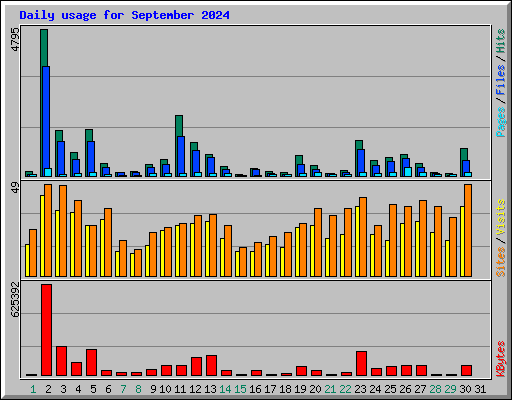 Daily usage for September 2024
4795
Pages / Files / Hits
49
Sites / Visits
625392
KBytes
1 2 3 4 5 6 7 8 9 10 11 12 13 14 15 16 17 18 19 20 21 22 23 24 25 26 27 28 29 30 31